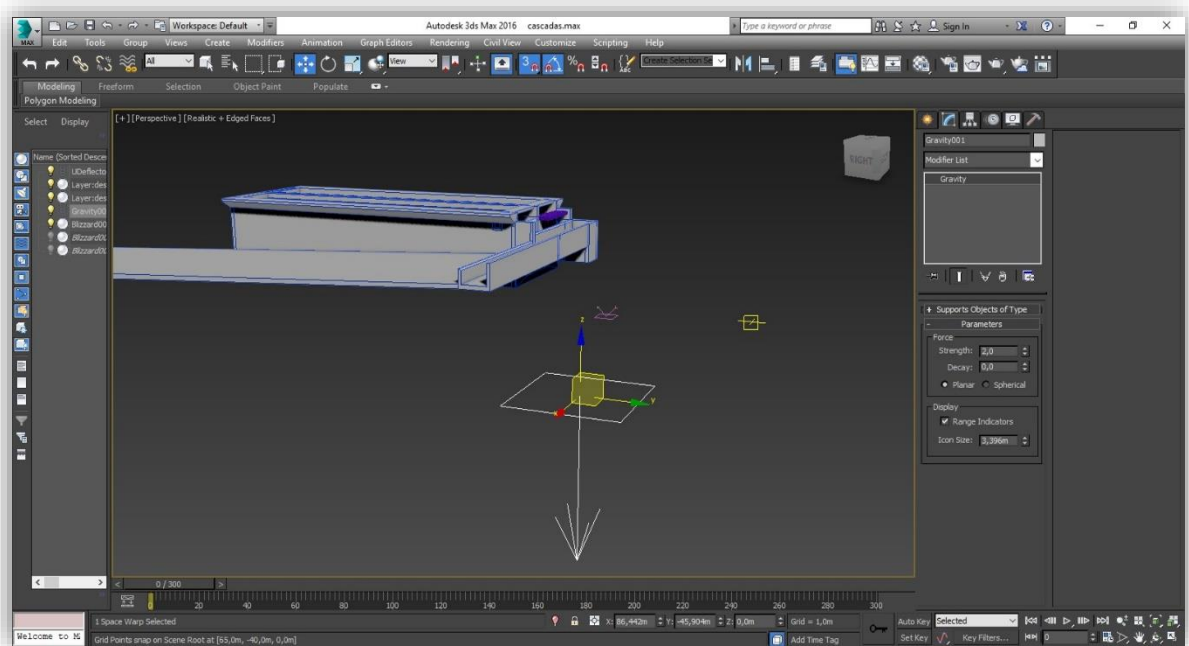 Workspace: Default
Autodesk 3ds Max 2016 cascadas.max
Type a keyword or phrase
Sign In
MAX
Edit Tools Group Views Create Modifiers Animation Graph Editors Rendering Civil View Customize Scripting Help
All
View
3
Create Selection Se
Modeling Freeform Selection Object Paint Populate
Polygon Modeling
Select Display
[+] [Perspective ] [Realistic + Edged Faces ]
Name (Sorted Descen
UDeflecto
Layer:des
Layer:des
Gravity00
Blizzard00
Blizzard00
Blizzard00
RIGHT
z
x
y
Gravity001
Modifier List
Gravity
+ Supports Objects of Type
- Parameters
Force
Strength: 2,0
Decay: 0,0
Planar Spherical
Display
Range Indicators
Icon Size: 3,396m
0 / 300
0 20 40 60 80 100 120 140 160 180 200 220 240 260 280 300
Welcome to M
1 Space Warp Selected
X: 86,442m Y: -45,904m Z: 0,0m Grid = 1,0m
Auto Key Selected
Grid Points snap on Scene Root at [65,0m, -40,0m, 0,0m]
Add Time Tag
Set Key Key Filters... 0